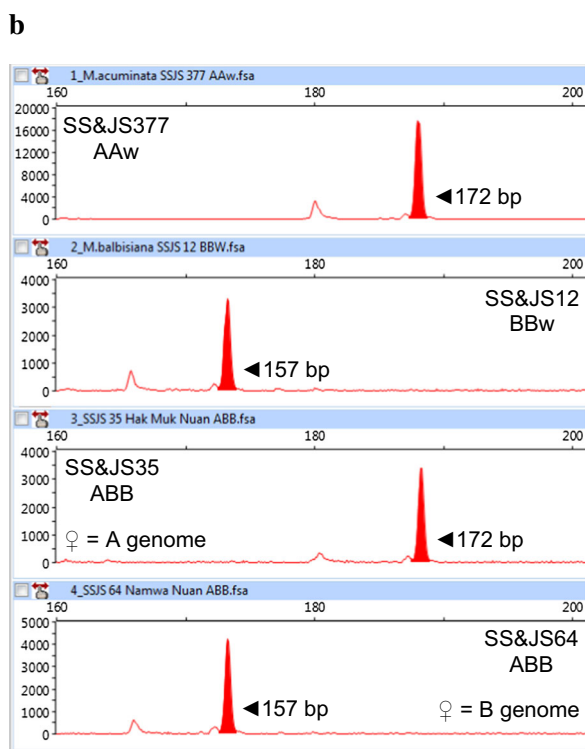 b
1_M.acuminata SSJS 377 AAw.fsa
160 180 200
20000
16000
12000
8000
4000
0
SS&JS377
AAw
◄172 bp
2_M.balbisiana SSJS 12 BBW.fsa
160 180 200
4000
3000
2000
1000
0
SS&JS12
BBw
◄157 bp
3_SSJS 35 Hak Muk Nuan ABB.fsa
160 180 200
4000
3000
2000
1000
0
SS&JS35
ABB
◄172 bp
♀ = A genome
4_SSJS 64 Namwa Nuan ABB.fsa
160 180 200
5000
4000
3000
2000
1000
0
SS&JS64
ABB
◄157 bp
♀ = B genome